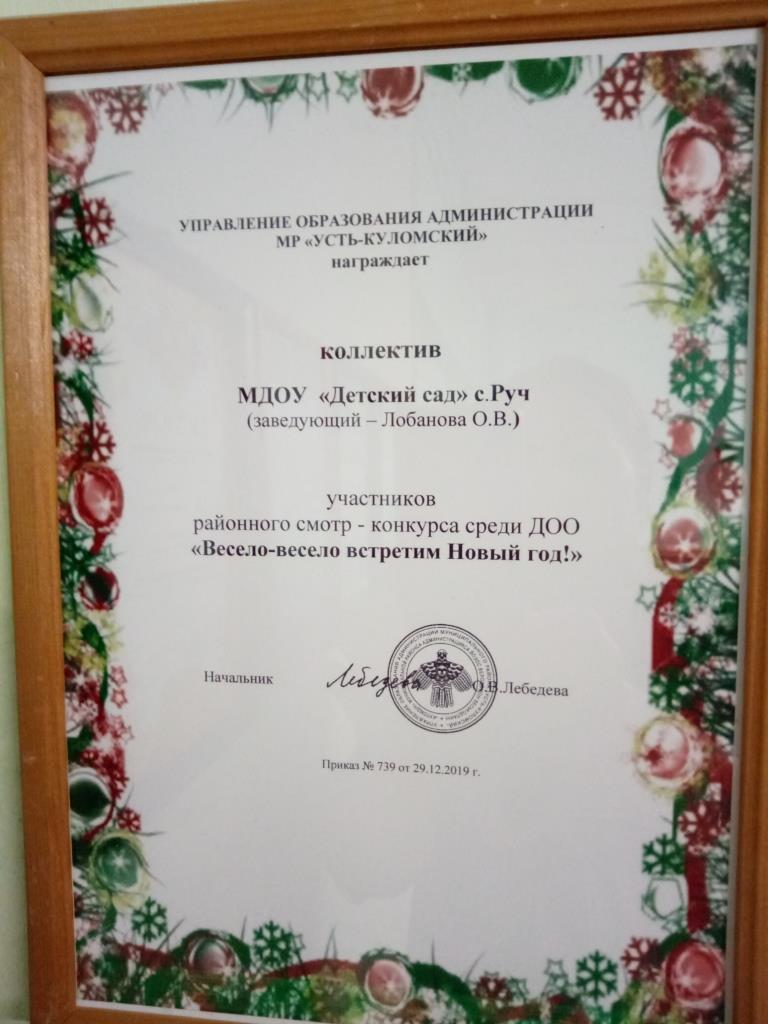 УПРАВЛЕНИЕ ОБРАЗОВАНИЯ АДМИНИСТРАЦИИ
МР «УСТЬ-КУЛОМСКИЙ»
награждает
коллектив
МДОУ «Детский сад» с.Руч
(заведующий – Лобанова О.В.)
участников
районного смотр - конкурса среди ДОО
«Весело-весело встретим Новый год!»
Начальник Лебедева О.В.Лебедева
Приказ № 739 от 29.12.2019 г.